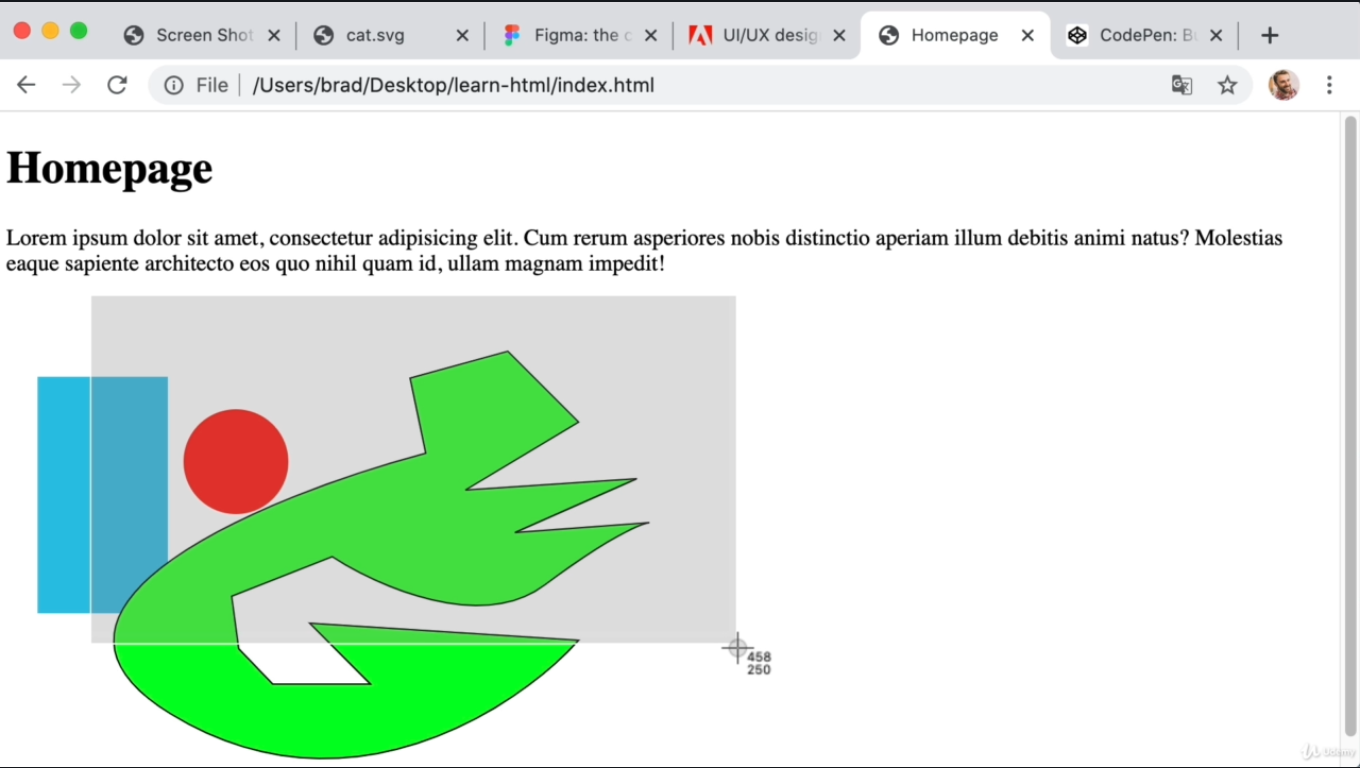 Screen Shot
cat.svg
Figma: the c
UI/UX desig
Homepage
CodePen: Bu
File
/Users/brad/Desktop/learn-html/index.html
Homepage
Lorem ipsum dolor sit amet, consectetur adipisicing elit. Cum rerum asperiores nobis distinctio aperiam illum debitis animi natus? Molestias
eaque sapiente architecto eos quo nihil quam id, ullam magnam impedit!
458
250
Udemy